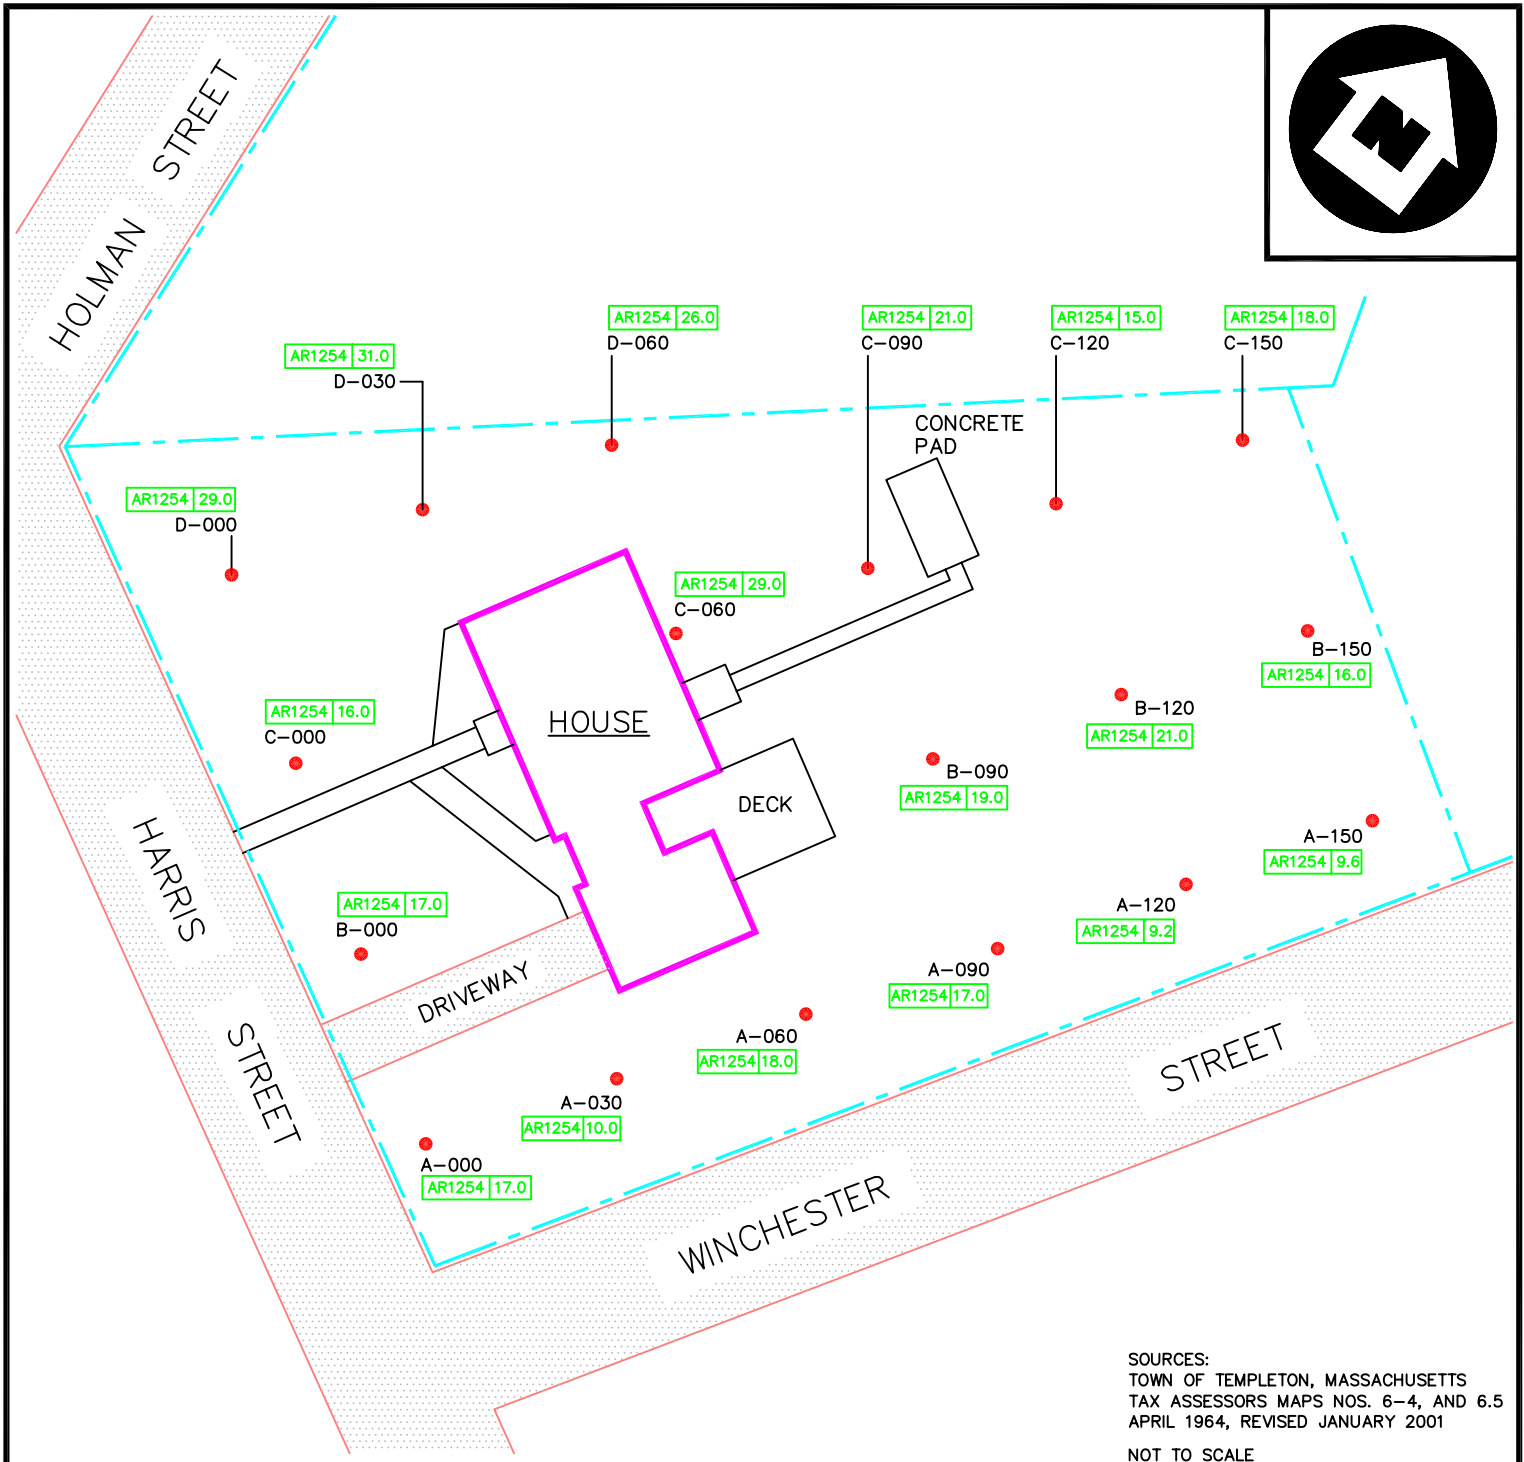 N
HOLMAN STREET
AR1254 26.0
D-060
AR1254 21.0
C-090
AR1254 15.0
C-120
AR1254 18.0
C-150
AR1254 31.0
D-030
CONCRETE
PAD
AR1254 29.0
D-000
AR1254 29.0
C-060
B-150
AR1254 16.0
AR1254 16.0
C-000
HOUSE
B-120
AR1254 21.0
B-090
AR1254 19.0
DECK
A-150
AR1254 9.6
HARRIS STREET
AR1254 17.0
B-000
A-120
AR1254 9.2
DRIVEWAY
A-090
AR1254 17.0
A-060
AR1254 18.0
A-030
AR1254 10.0
A-000
AR1254 17.0
WINCHESTER STREET
SOURCES:
TOWN OF TEMPLETON, MASSACHUSETTS
TAX ASSESSORS MAPS NOS. 6-4, AND 6.5
APRIL 1964, REVISED JANUARY 2001
NOT TO SCALE